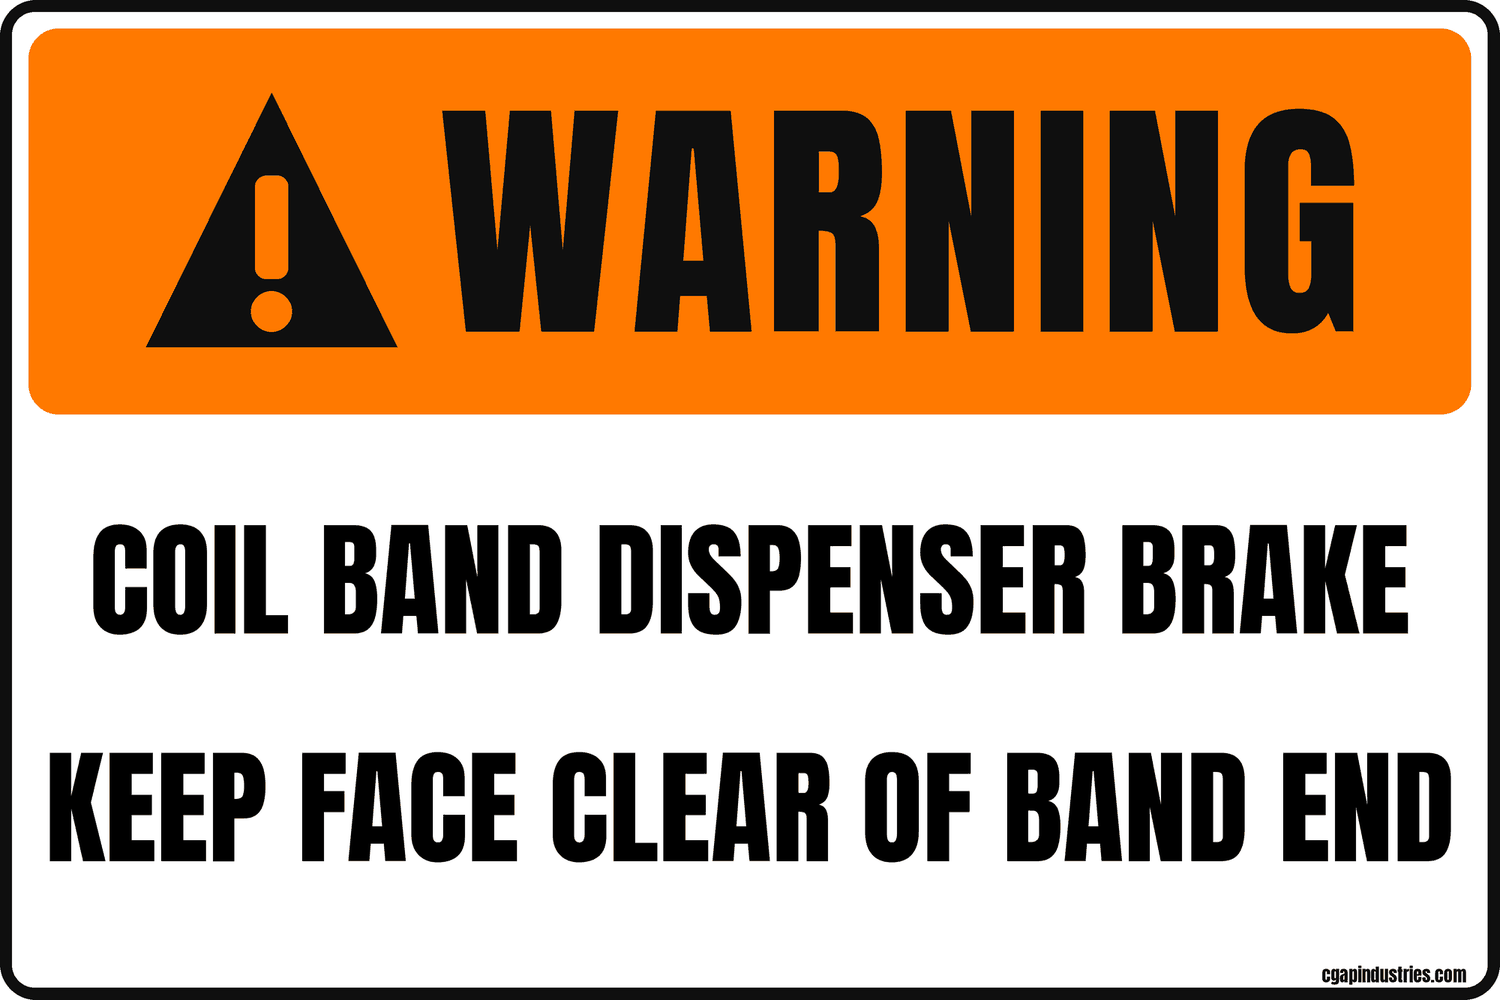 WARNING
COIL BAND DISPENSER BRAKE
KEEP FACE CLEAR OF BAND END
cgapindustries.com